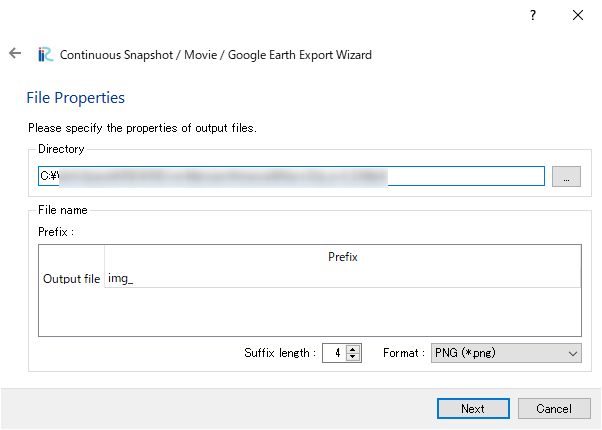 ?
Continuous Snapshot / Movie / Google Earth Export Wizard
File Properties
Please specify the properties of output files.
Directory
C:¥
...
File name
Prefix :
Prefix
Output file img_
Suffix length : 4 Format : PNG (*.png)
Next Cancel